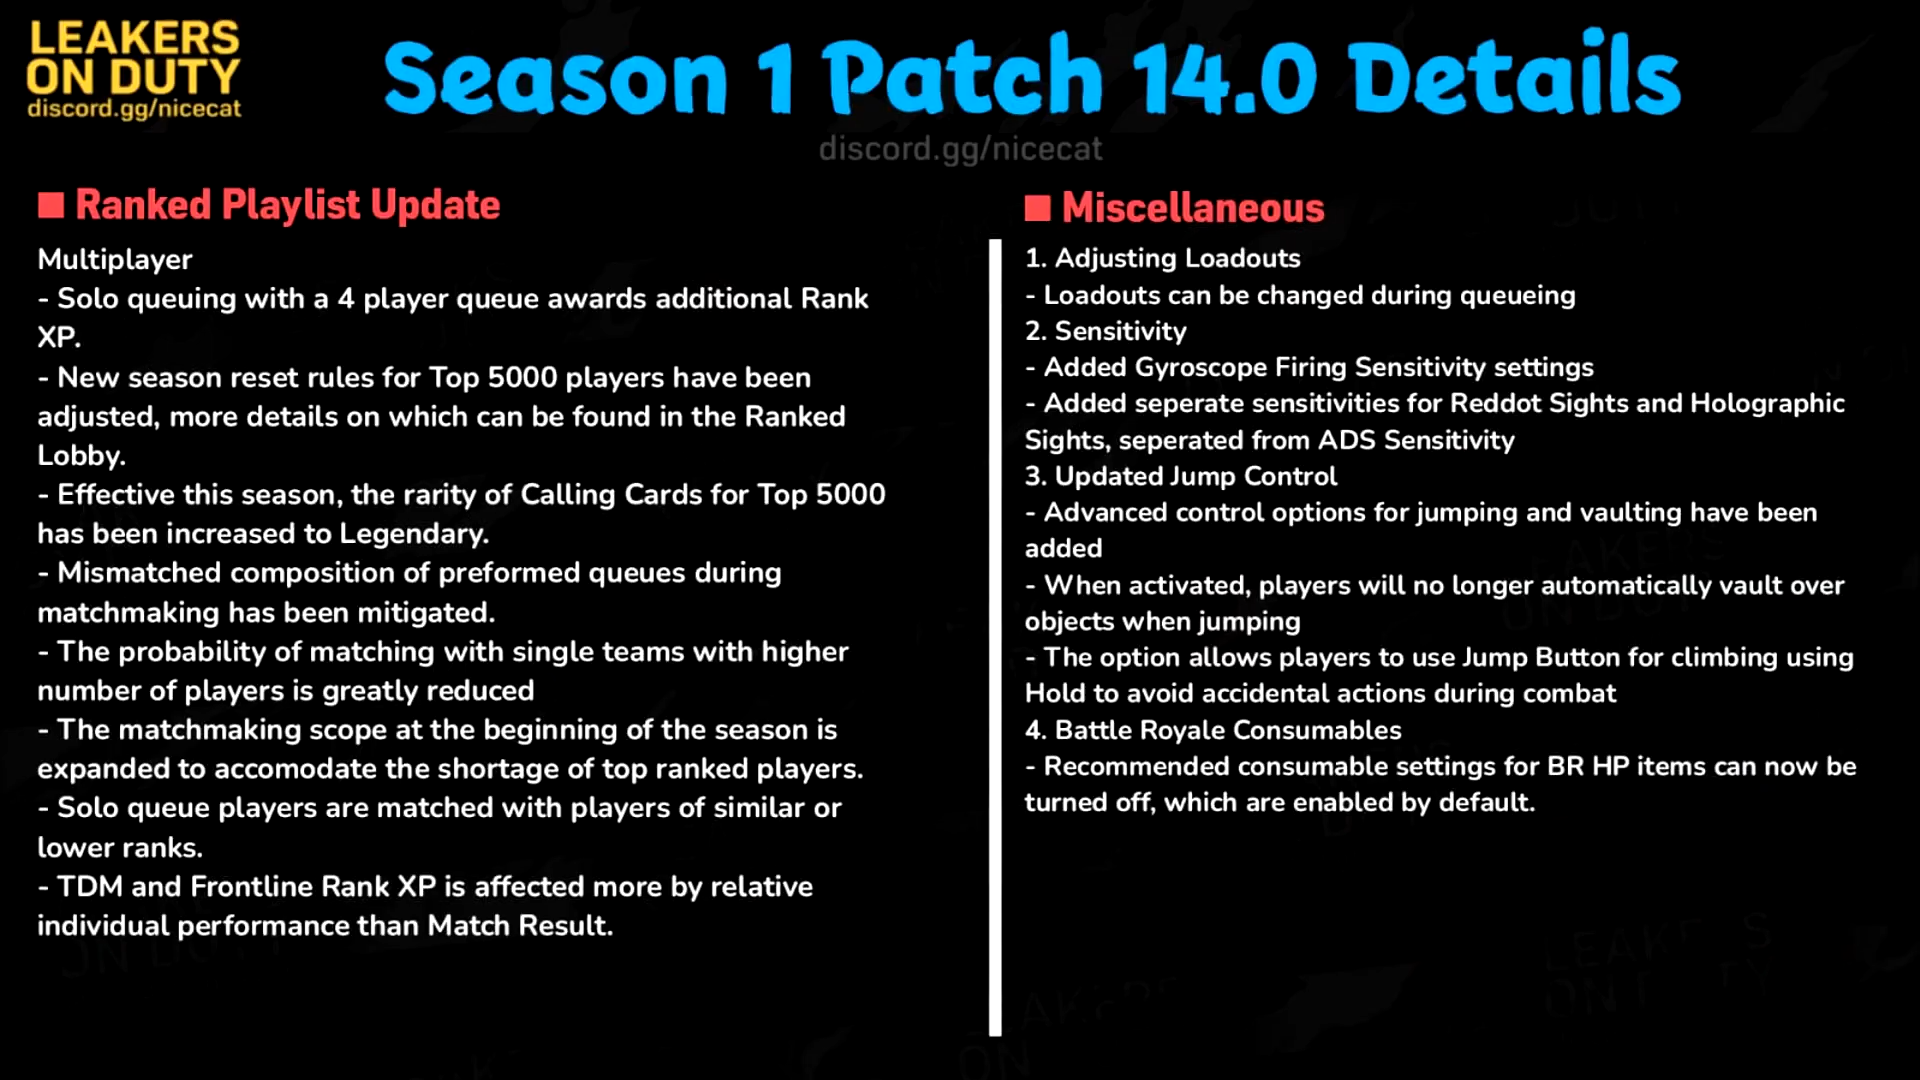 LEAKERS
ON DUTY
discord.gg/nicecat
Season 1 Patch 14.0 Details
discord.gg/nicecat
Ranked Playlist Update
Multiplayer
- Solo queuing with a 4 player queue awards additional Rank
XP.
- New season reset rules for Top 5000 players have been
adjusted, more details on which can be found in the Ranked
Lobby.
- Effective this season, the rarity of Calling Cards for Top 5000
has been increased to Legendary.
- Mismatched composition of preformed queues during
matchmaking has been mitigated.
- The probability of matching with single teams with higher
number of players is greatly reduced
- The matchmaking scope at the beginning of the season is
expanded to accomodate the shortage of top ranked players.
- Solo queue players are matched with players of similar or
lower ranks.
- TDM and Frontline Rank XP is affected more by relative
individual performance than Match Result.
Miscellaneous
1. Adjusting Loadouts
- Loadouts can be changed during queueing
2. Sensitivity
- Added Gyroscope Firing Sensitivity settings
- Added seperate sensitivities for Reddot Sights and Holographic
Sights, seperated from ADS Sensitivity
3. Updated Jump Control
- Advanced control options for jumping and vaulting have been
added
- When activated, players will no longer automatically vault over
objects when jumping
- The option allows players to use Jump Button for climbing using
Hold to avoid accidental actions during combat
4. Battle Royale Consumables
- Recommended consumable settings for BR HP items can now be
turned off, which are enabled by default.